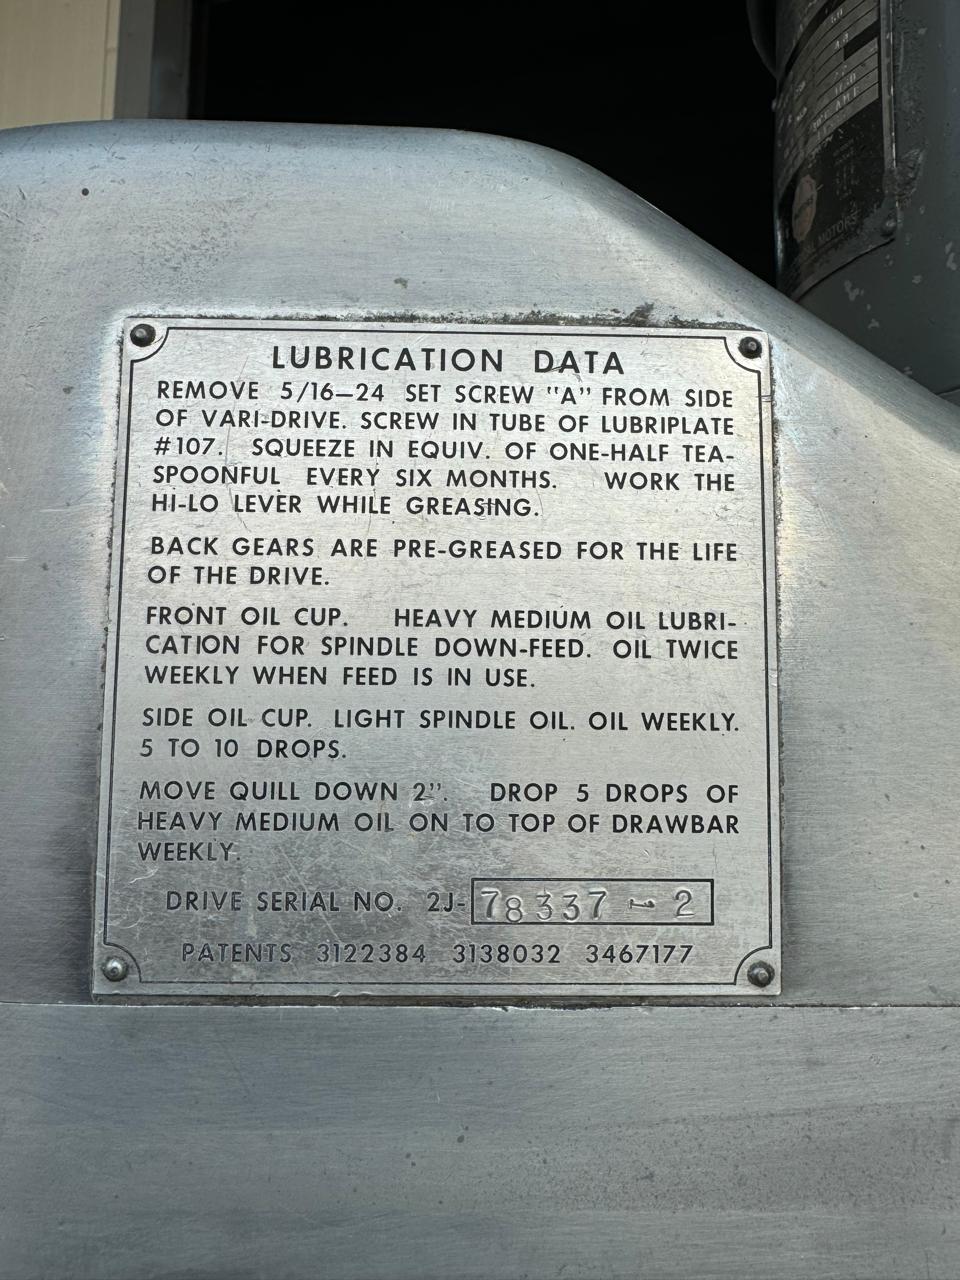 LUBRICATION DATA
REMOVE 5/16–24 SET SCREW "A" FROM SIDE
OF VARI-DRIVE. SCREW IN TUBE OF LUBRIPLATE
#107. SQUEEZE IN EQUIV. OF ONE-HALF TEA-
SPOONFUL EVERY SIX MONTHS. WORK THE
HI-LO LEVER WHILE GREASING.
BACK GEARS ARE PRE-GREASED FOR THE LIFE
OF THE DRIVE.
FRONT OIL CUP. HEAVY MEDIUM OIL LUBRI-
CATION FOR SPINDLE DOWN-FEED. OIL TWICE
WEEKLY WHEN FEED IS IN USE.
SIDE OIL CUP. LIGHT SPINDLE OIL. OIL WEEKLY.
5 TO 10 DROPS.
MOVE QUILL DOWN 2". DROP 5 DROPS OF
HEAVY MEDIUM OIL ON TO TOP OF DRAWBAR
WEEKLY.
DRIVE SERIAL NO. 2J-78337-2
PATENTS 3122384 3138032 3467177
MOTORS